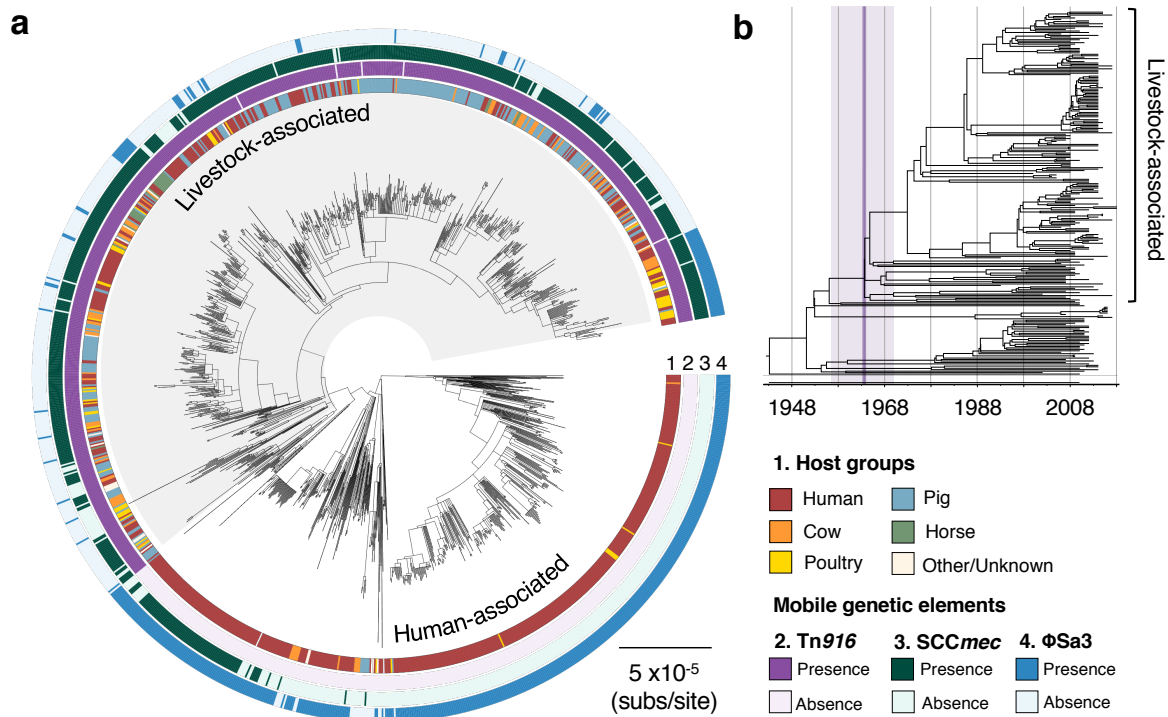 a
b
Livestock-associated
Livestock-associated
1 2 3 4
Human-associated
5 x10-5
(subs/site)
1948 1968 1988 2008
1. Host groups
Human Pig
Cow Horse
Poultry Other/Unknown
Mobile genetic elements
2. Tn916 3. SCCmec 4. ΦSa3
Presence Presence Presence
Absence Absence Absence